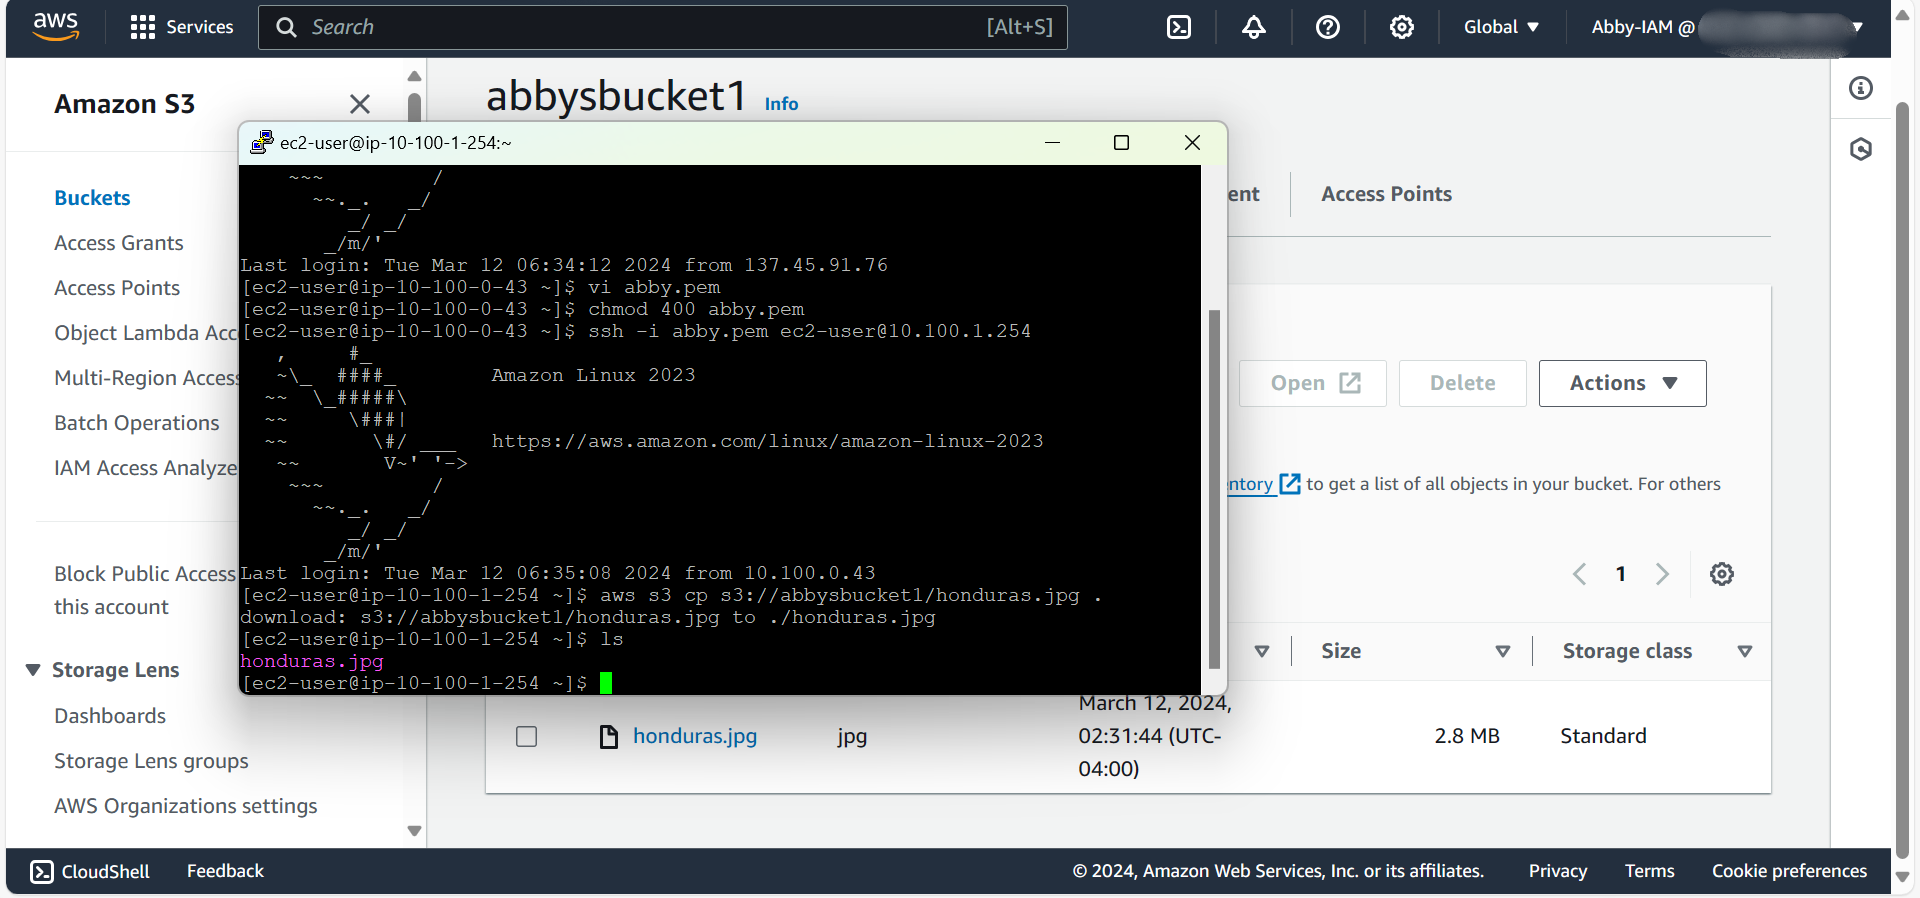 aws
Services
Search
[Alt+S]
Global
Abby-IAM @
Amazon S3
Buckets
Access Grants
Access Points
Object Lambda Acc
Multi-Region Access
Batch Operations
IAM Access Analyze
Block Public Access
this account
Storage Lens
Dashboards
Storage Lens groups
AWS Organizations settings
abbysbucket1 Info
ent
Access Points
Open
Delete
Actions
ntory to get a list of all objects in your bucket. For others
1
Size
Storage class
honduras.jpg
jpg
March 12, 2024,
02:31:44 (UTC-
04:00)
2.8 MB
Standard
ec2-user@ip-10-100-1-254:~
   ~~~         /
     ~~._.   _/
        _/ _/
      _/m/'
Last login: Tue Mar 12 06:34:12 2024 from 137.45.91.76
[ec2-user@ip-10-100-0-43 ~]$ vi abby.pem
[ec2-user@ip-10-100-0-43 ~]$ chmod 400 abby.pem
[ec2-user@ip-10-100-0-43 ~]$ ssh -i abby.pem ec2-user@10.100.1.254
   ,     #_
   ~\_  ####_        Amazon Linux 2023
  ~~  \_#####\
  ~~     \###|
  ~~       \#/ ___   https://aws.amazon.com/linux/amazon-linux-2023
   ~~       V~' '->
    ~~~         /
      ~~._.   _/
         _/ _/
       _/m/'
Last login: Tue Mar 12 06:35:08 2024 from 10.100.0.43
[ec2-user@ip-10-100-1-254 ~]$ aws s3 cp s3://abbysbucket1/honduras.jpg .
download: s3://abbysbucket1/honduras.jpg to ./honduras.jpg
[ec2-user@ip-10-100-1-254 ~]$ ls
honduras.jpg
[ec2-user@ip-10-100-1-254 ~]$
CloudShell
Feedback
© 2024, Amazon Web Services, Inc. or its affiliates.
Privacy
Terms
Cookie preferences